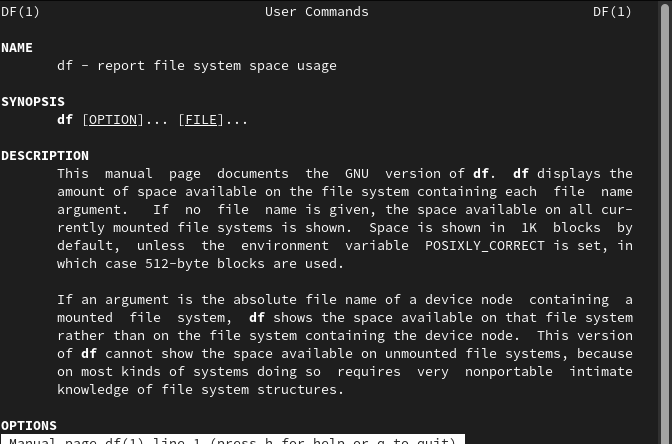 DF(1) User Commands DF(1)
NAME
df - report file system space usage
SYNOPSIS
df [OPTION]... [FILE]...
DESCRIPTION
This manual page documents the GNU version of df. df displays the
amount of space available on the file system containing each file name
argument. If no file name is given, the space available on all cur-
rently mounted file systems is shown. Space is shown in 1K blocks by
default, unless the environment variable POSIXLY_CORRECT is set, in
which case 512-byte blocks are used.
If an argument is the absolute file name of a device node containing a
mounted file system, df shows the space available on that file system
rather than on the file system containing the device node. This version
of df cannot show the space available on unmounted file systems, because
on most kinds of systems doing so requires very nonportable intimate
knowledge of file system structures.
OPTIONS
Manual page df(1) line 1 (press h for help or q to quit)